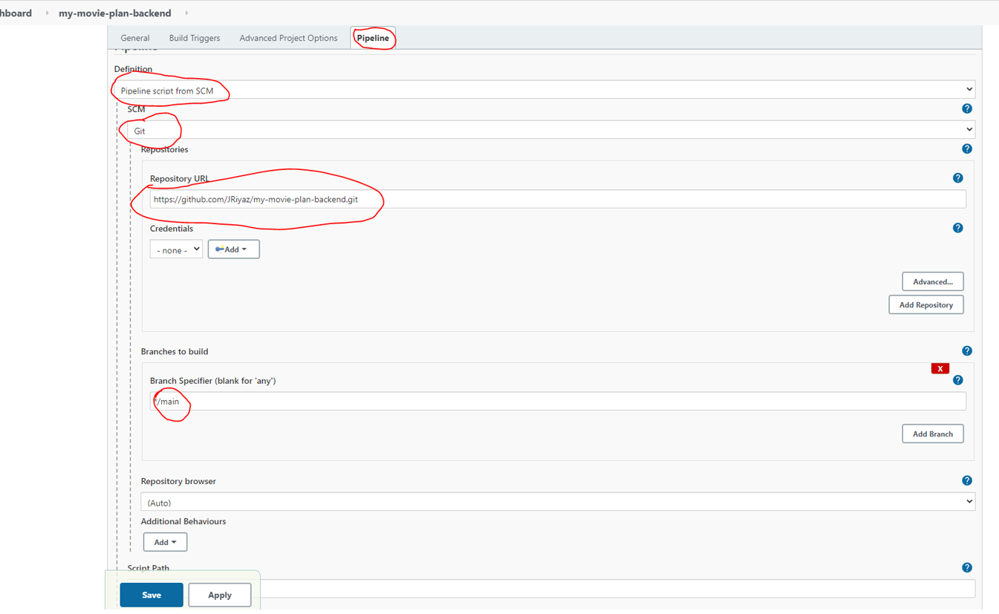 hboard my-movie-plan-backend
General Build Triggers Advanced Project Options Pipeline
Pipeline
Definition
Pipeline script from SCM
SCM
Git
Repositories
Repository URL
https://github.com/JRiyaz/my-movie-plan-backend.git
Credentials
- none - Add
Advanced...
Add Repository
Branches to build
X
Branch Specifier (blank for 'any')
*/main
Add Branch
Repository browser
(Auto)
Additional Behaviours
Add
Script Path
Save Apply